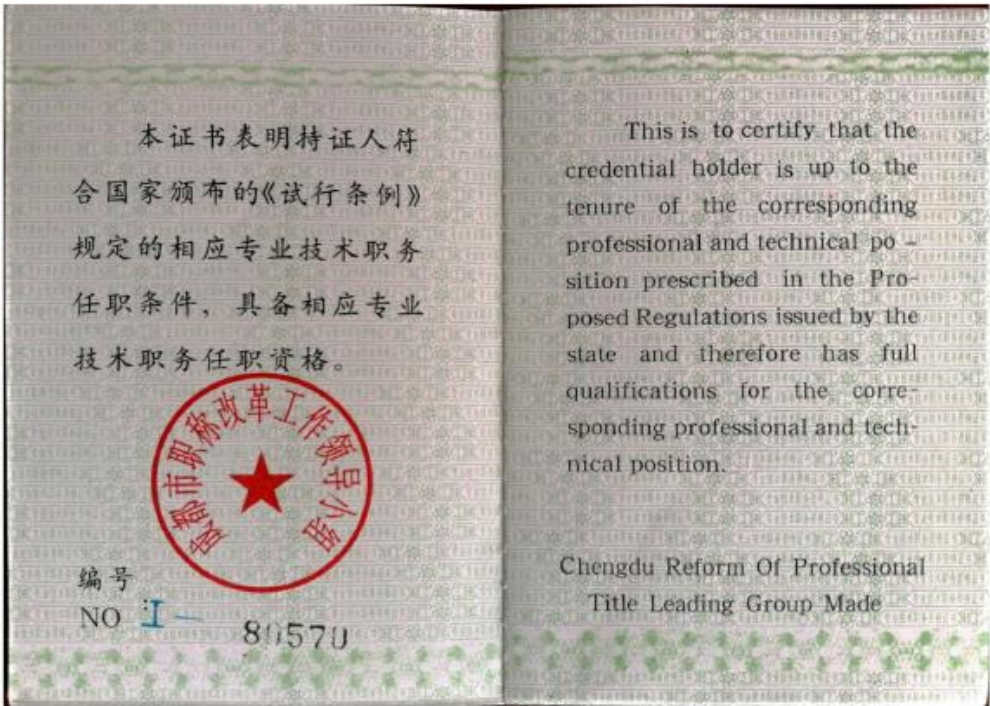 本证书表明持证人符
合国家颁布的《试行条例》
规定的相应专业技术职务
任职条件，具备相应专业
技术职务任职资格。
成都市职称改革工作领导小组
编号
NO I—
80570
This is to certify that the
credential holder is up to the
tenure of the corresponding
professional and technical po –
sition prescribed in the Pro-
posed Regulations issued by the
state and therefore has full
qualifications for the corre-
sponding professional and tech-
nical position.
Chengdu Reform Of Professional
Title Leading Group Made